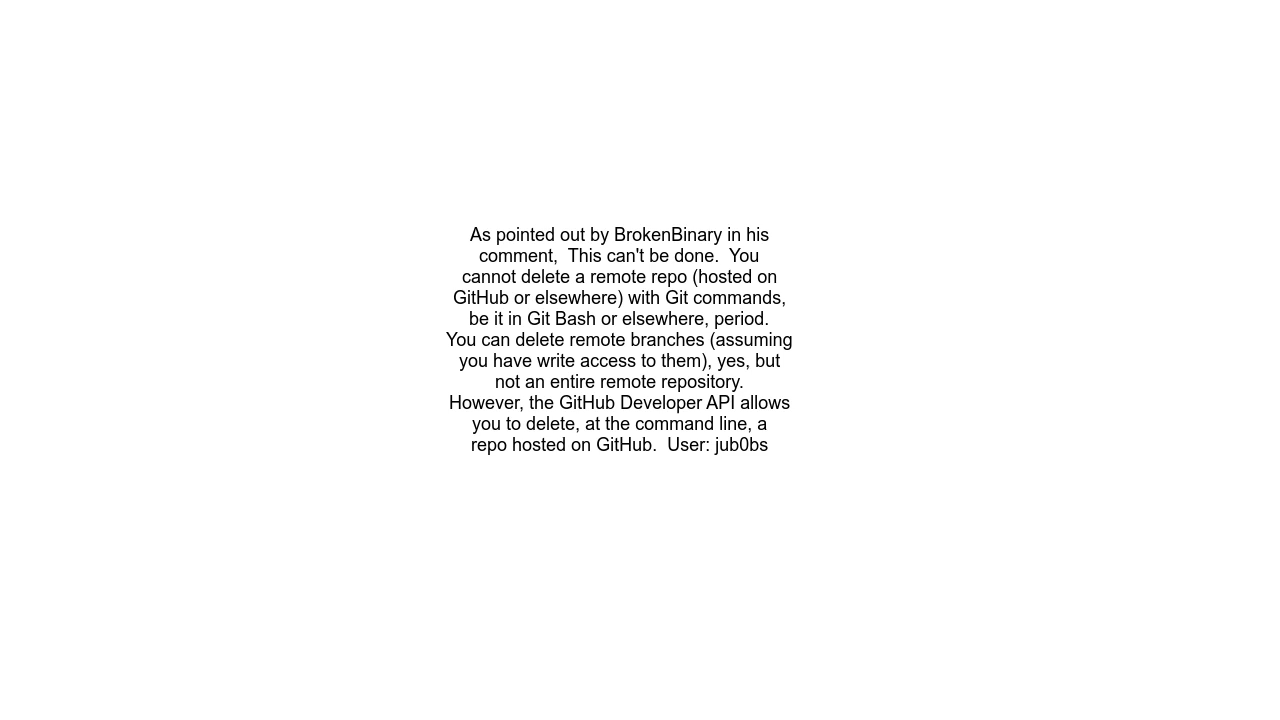 As pointed out by BrokenBinary in his
comment,  This can't be done.  You
cannot delete a remote repo (hosted on
GitHub or elsewhere) with Git commands,
be it in Git Bash or elsewhere, period.
You can delete remote branches (assuming
you have write access to them), yes, but
not an entire remote repository.
However, the GitHub Developer API allows
you to delete, at the command line, a
repo hosted on GitHub.  User: jub0bs